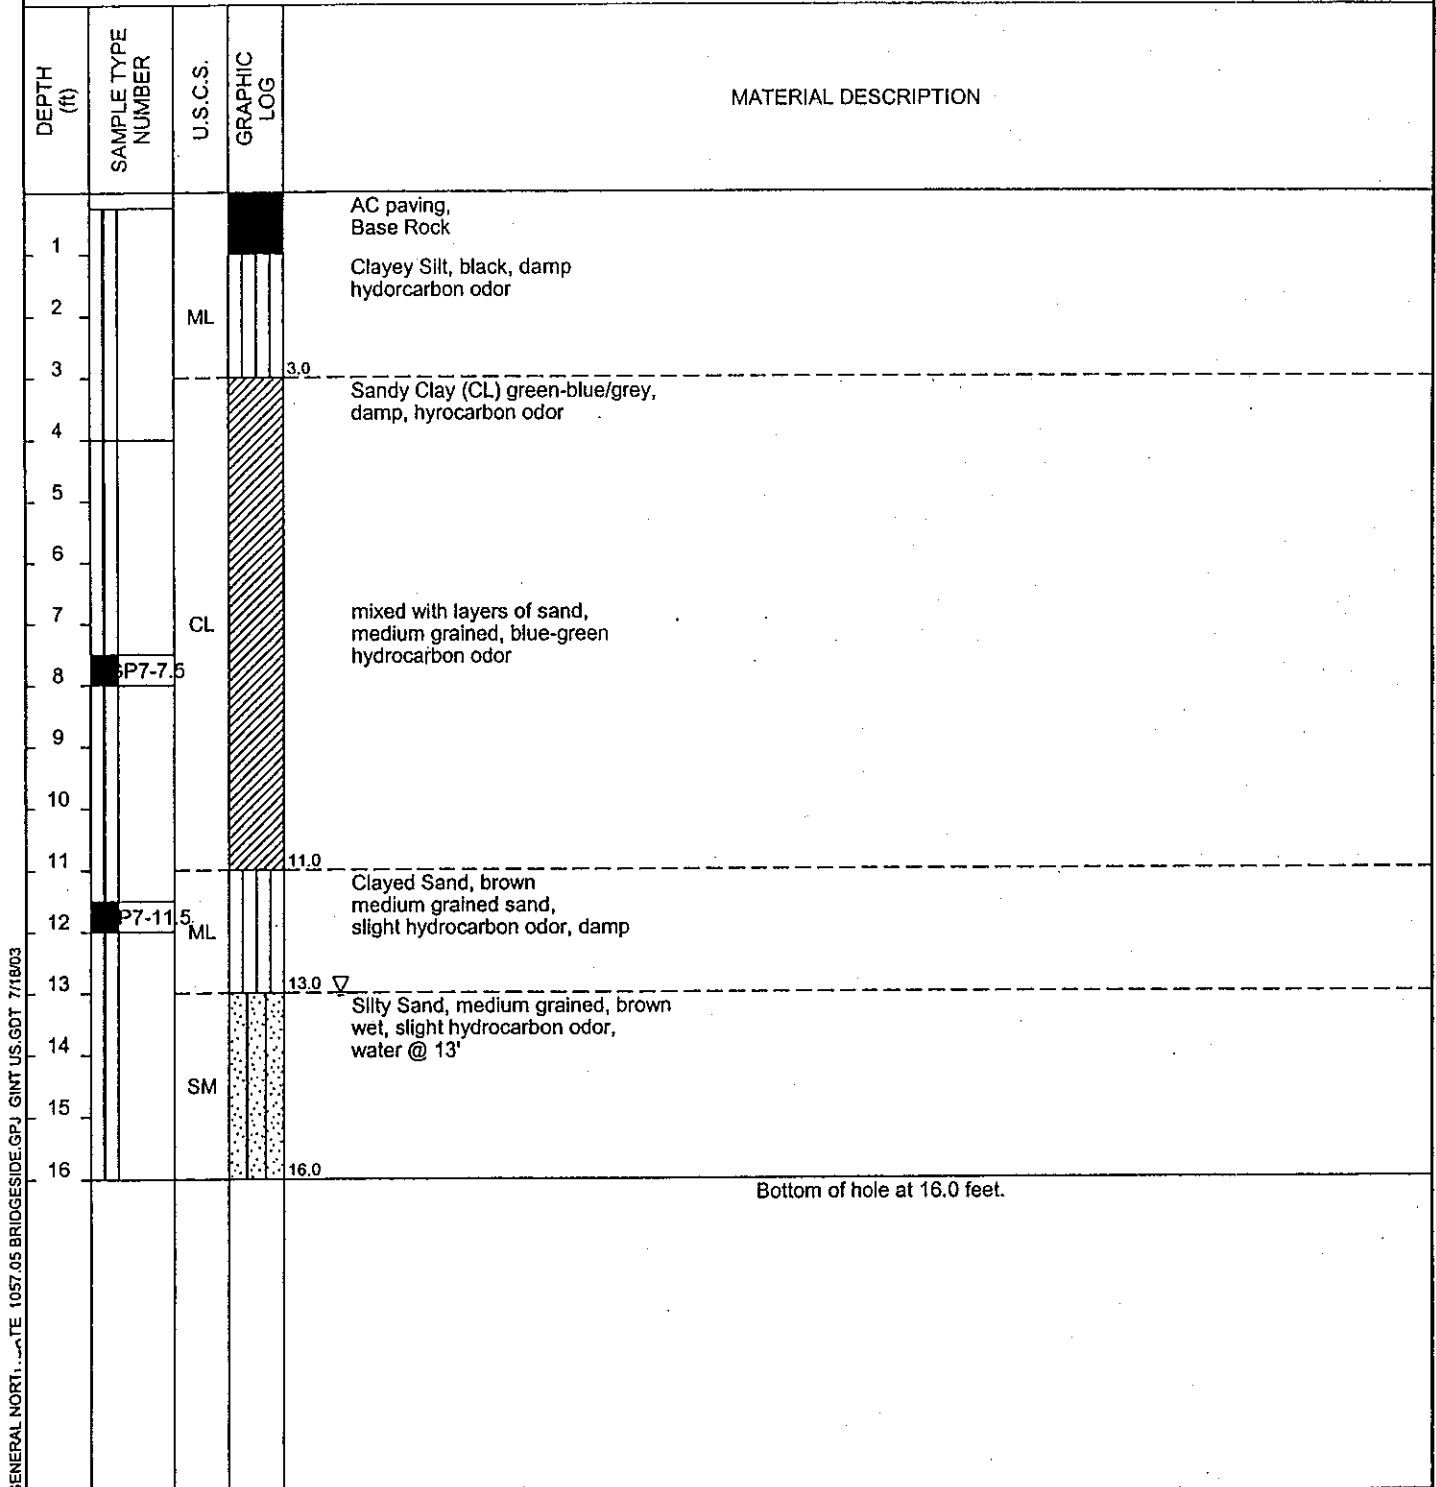 DEPTH
(ft)
SAMPLE TYPE
NUMBER
U.S.C.S.
GRAPHIC
LOG
MATERIAL DESCRIPTION
AC paving,
Base Rock
1
Clayey Silt, black, damp
hydorcarbon odor
2
ML
3
3.0
Sandy Clay (CL) green-blue/grey,
damp, hyrocarbon odor
4
5
6
7
CL
mixed with layers of sand,
medium grained, blue-green
hydrocarbon odor
8
P7-7.5
9
10
11
11.0
Clayed Sand, brown
medium grained sand,
slight hydrocarbon odor, damp
12
P7-11.5
ML
13
13.0
Silty Sand, medium grained, brown
wet, slight hydrocarbon odor,
water @ 13'
14
SM
15
16
16.0
Bottom of hole at 16.0 feet.
1057.05 BRIDGESIDE.GPJ GINT US.GDT 7/18/03